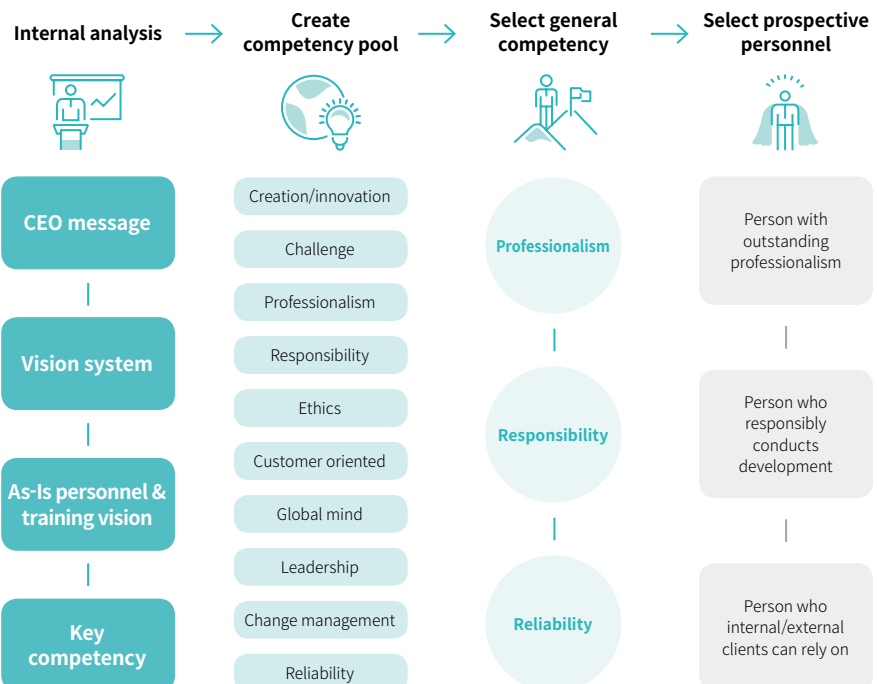 Internal analysis
Create
competency pool
Select general
competency
Select prospective
personnel
CEO message
Vision system
As-Is personnel &
training vision
Key
competency
Creation/innovation
Challenge
Professionalism
Responsibility
Ethics
Customer oriented
Global mind
Leadership
Change management
Reliability
Professionalism
Responsibility
Reliability
Person with
outstanding
professionalism
Person who
responsibly
conducts
development
Person who
internal/external
clients can rely on